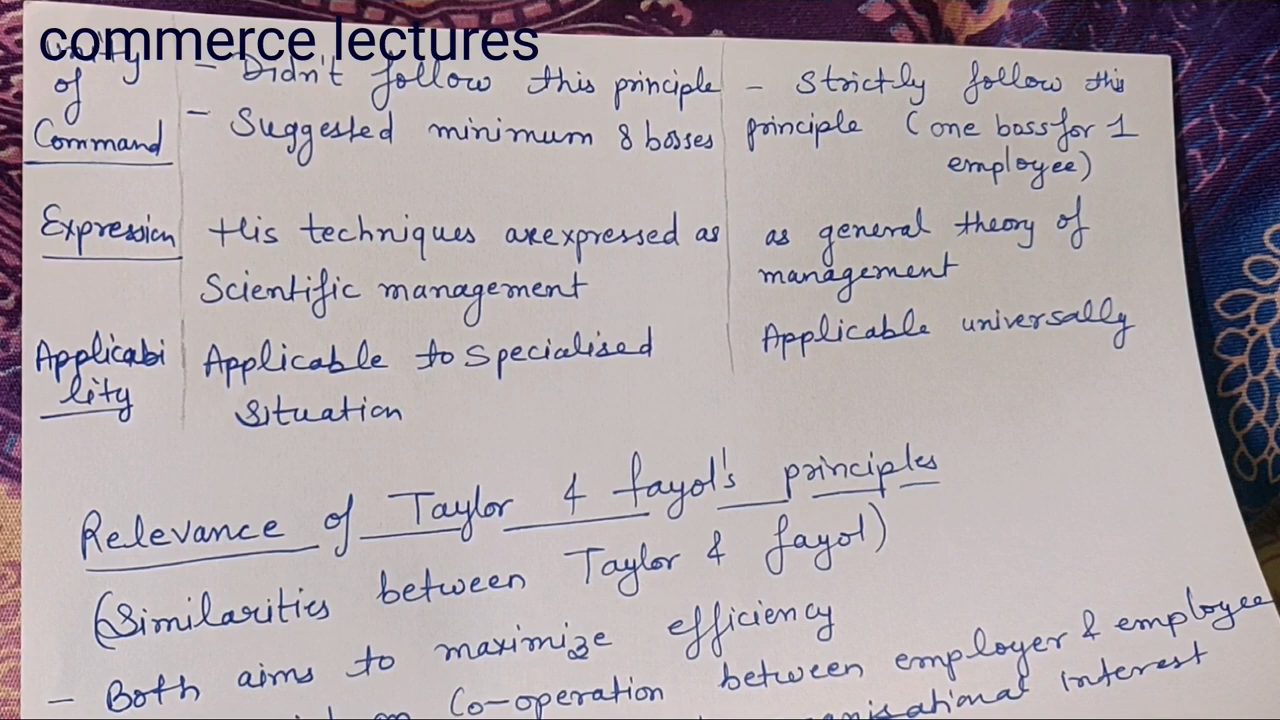 commerce lectures
Unity of Command
- Didn't follow this principle
- Suggested minimum 8 bosses
- Strictly follow this
principle (one boss for 1
employee)
Expression
His techniques are expressed as
Scientific management
as general theory of
management
Applicabi
lity
Applicable to Specialised
Situation
Applicable universally
Relevance of Taylor & fayol's principles
(Similarities between Taylor & fayol)
- Both aims to maximize efficiency
Co-operation between employer & employee
interest